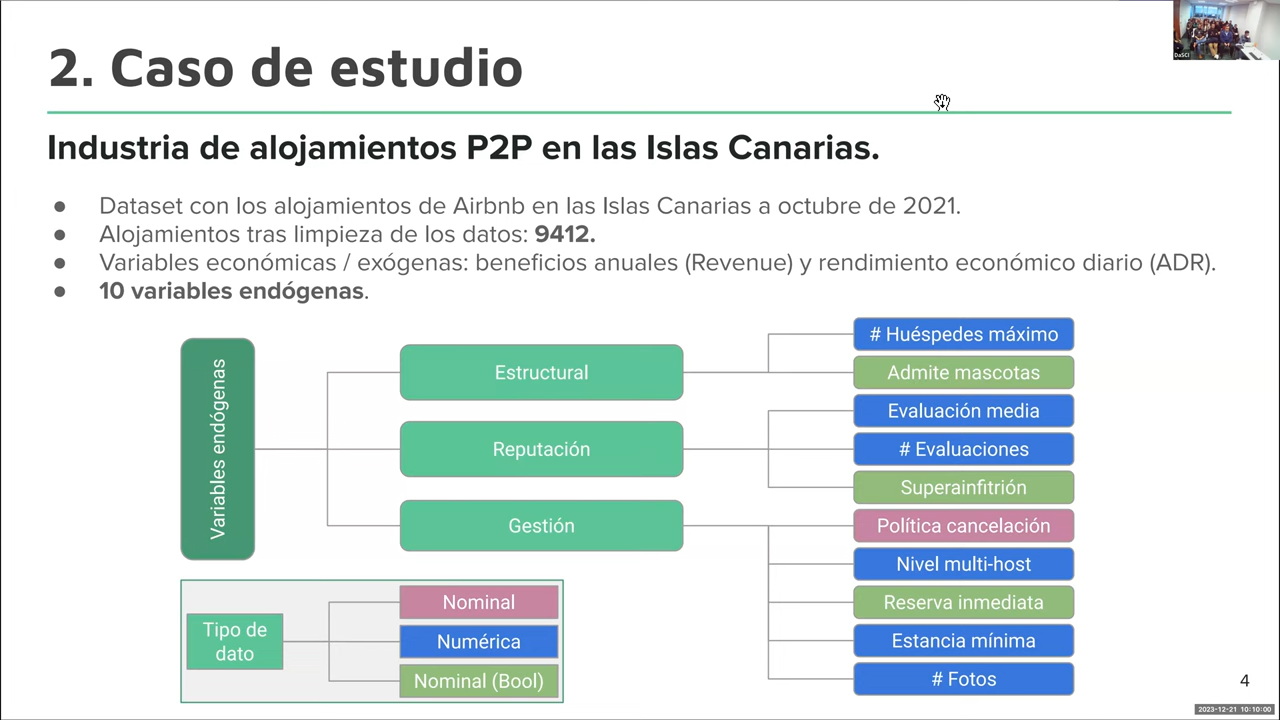 2. Caso de estudio
Industria de alojamientos P2P en las Islas Canarias.
● Dataset con los alojamientos de Airbnb en las Islas Canarias a octubre de 2021.
● Alojamientos tras limpieza de los datos: 9412.
● Variables económicas / exógenas: beneficios anuales (Revenue) y rendimiento económico diario (ADR).
● 10 variables endógenas.
Variables endógenas
Estructural
Reputación
Gestión
# Huéspedes máximo
Admite mascotas
Evaluación media
# Evaluaciones
Superainfitrión
Política cancelación
Nivel multi-host
Reserva inmediata
Estancia mínima
# Fotos
Tipo de
dato
Nominal
Numérica
Nominal (Bool)
4
DaSCI
2023-12-21 10:10:00